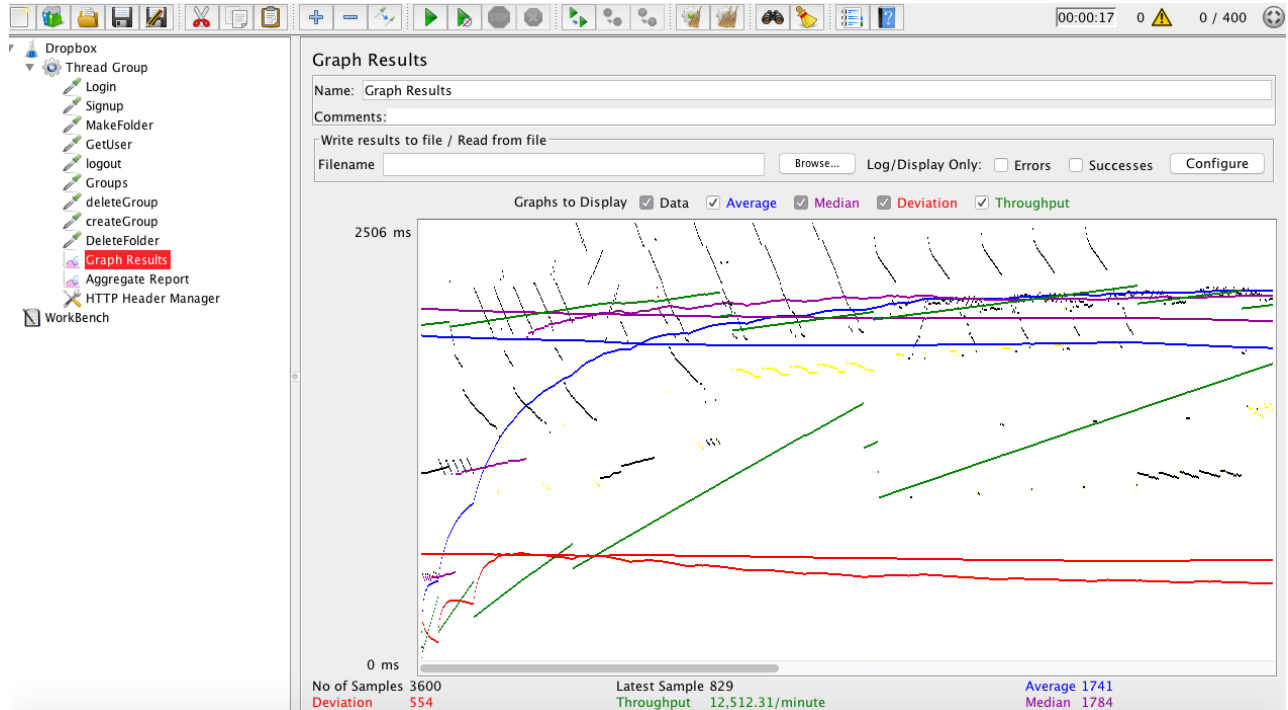 00:00:17 0 0 / 400
Dropbox
Thread Group
Login
Signup
MakeFolder
GetUser
logout
Groups
deleteGroup
createGroup
DeleteFolder
Graph Results
Aggregate Report
HTTP Header Manager
WorkBench
Graph Results
Name: Graph Results
Comments:
Write results to file / Read from file
Filename Browse... Log/Display Only: Errors Successes Configure
Graphs to Display Data Average Median Deviation Throughput
2506 ms
0 ms
No of Samples 3600 Latest Sample 829 Average 1741
Deviation 554 Throughput 12,512.31/minute Median 1784